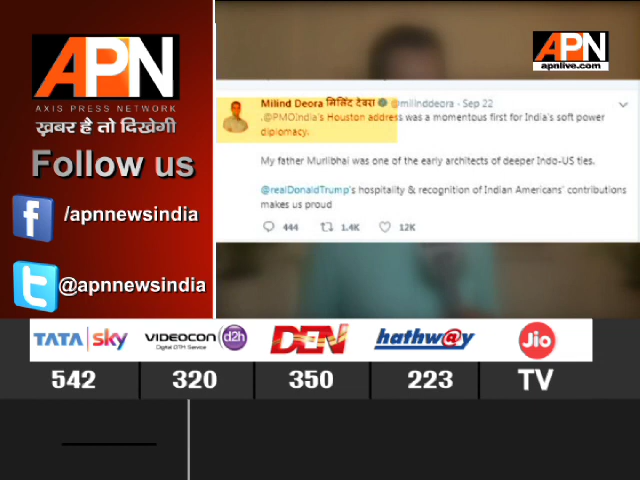 APN
AXIS PRESS NETWORK
ख़बर है तो दिखेगी
Follow us
/apnnewsindia
@apnnewsindia
APN
apnlive.com
Milind Deora मिलिंद देवरा @milinddeora - Sep 22
.@PMOIndia's Houston address was a momentous first for India's soft power
diplomacy.
My father Murlibhai was one of the early architects of deeper Indo-US ties.
@realDonaldTrump's hospitality & recognition of Indian Americans' contributions
makes us proud
444 1.4K 12K
TATA sky VIDEOCON d2h DEN hathw@y Jio
Digital DTH Service
542 320 350 223 TV